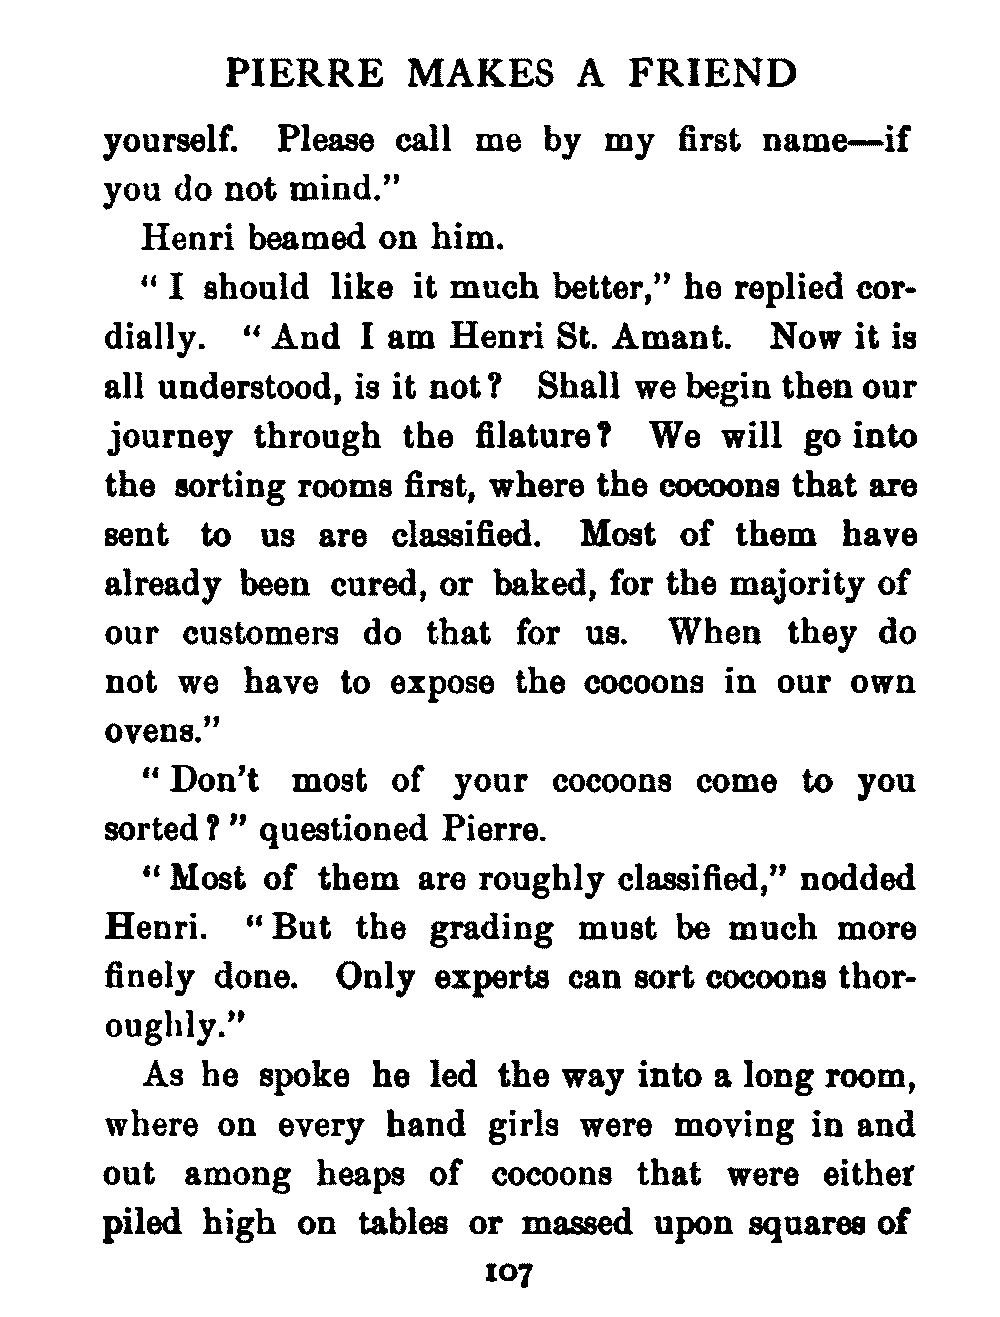 PIERRE MAKES A FRIEND
yourself. Please call me by my first name—if
you do not mind.”
Henri beamed on him.
“ I should like it much better,” he replied cor-
dially. “ And I am Henri St. Amant. Now it is
all understood, is it not? Shall we begin then our
journey through the filature? We will go into
the sorting rooms first, where the cocoons that are
sent to us are classified. Most of them have
already been cured, or baked, for the majority of
our customers do that for us. When they do
not we have to expose the cocoons in our own
ovens.”
“ Don’t most of your cocoons come to you
sorted? ” questioned Pierre.
“ Most of them are roughly classified,” nodded
Henri. “ But the grading must be much more
finely done. Only experts can sort cocoons thor-
oughly.”
As he spoke he led the way into a long room,
where on every hand girls were moving in and
out among heaps of cocoons that were either
piled high on tables or massed upon squares of
107